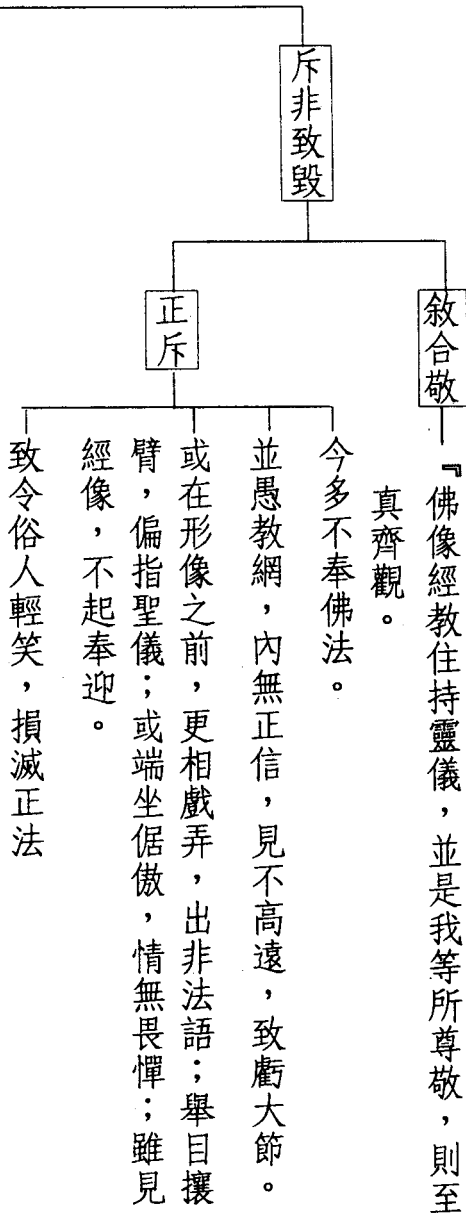 斥非致毀
敘合敬
『佛像經教住持靈儀，並是我等所尊敬，則至
真齊觀。
正斥
今多不奉佛法。
並愚教網，內無正信，見不高遠，致虧大節。
或在形像之前，更相戲弄，出非法語；舉目攘
臂，偏指聖儀；或端坐倨傲，情無畏憚；雖見
經像，不起奉迎。
致令俗人輕笑，損滅正法